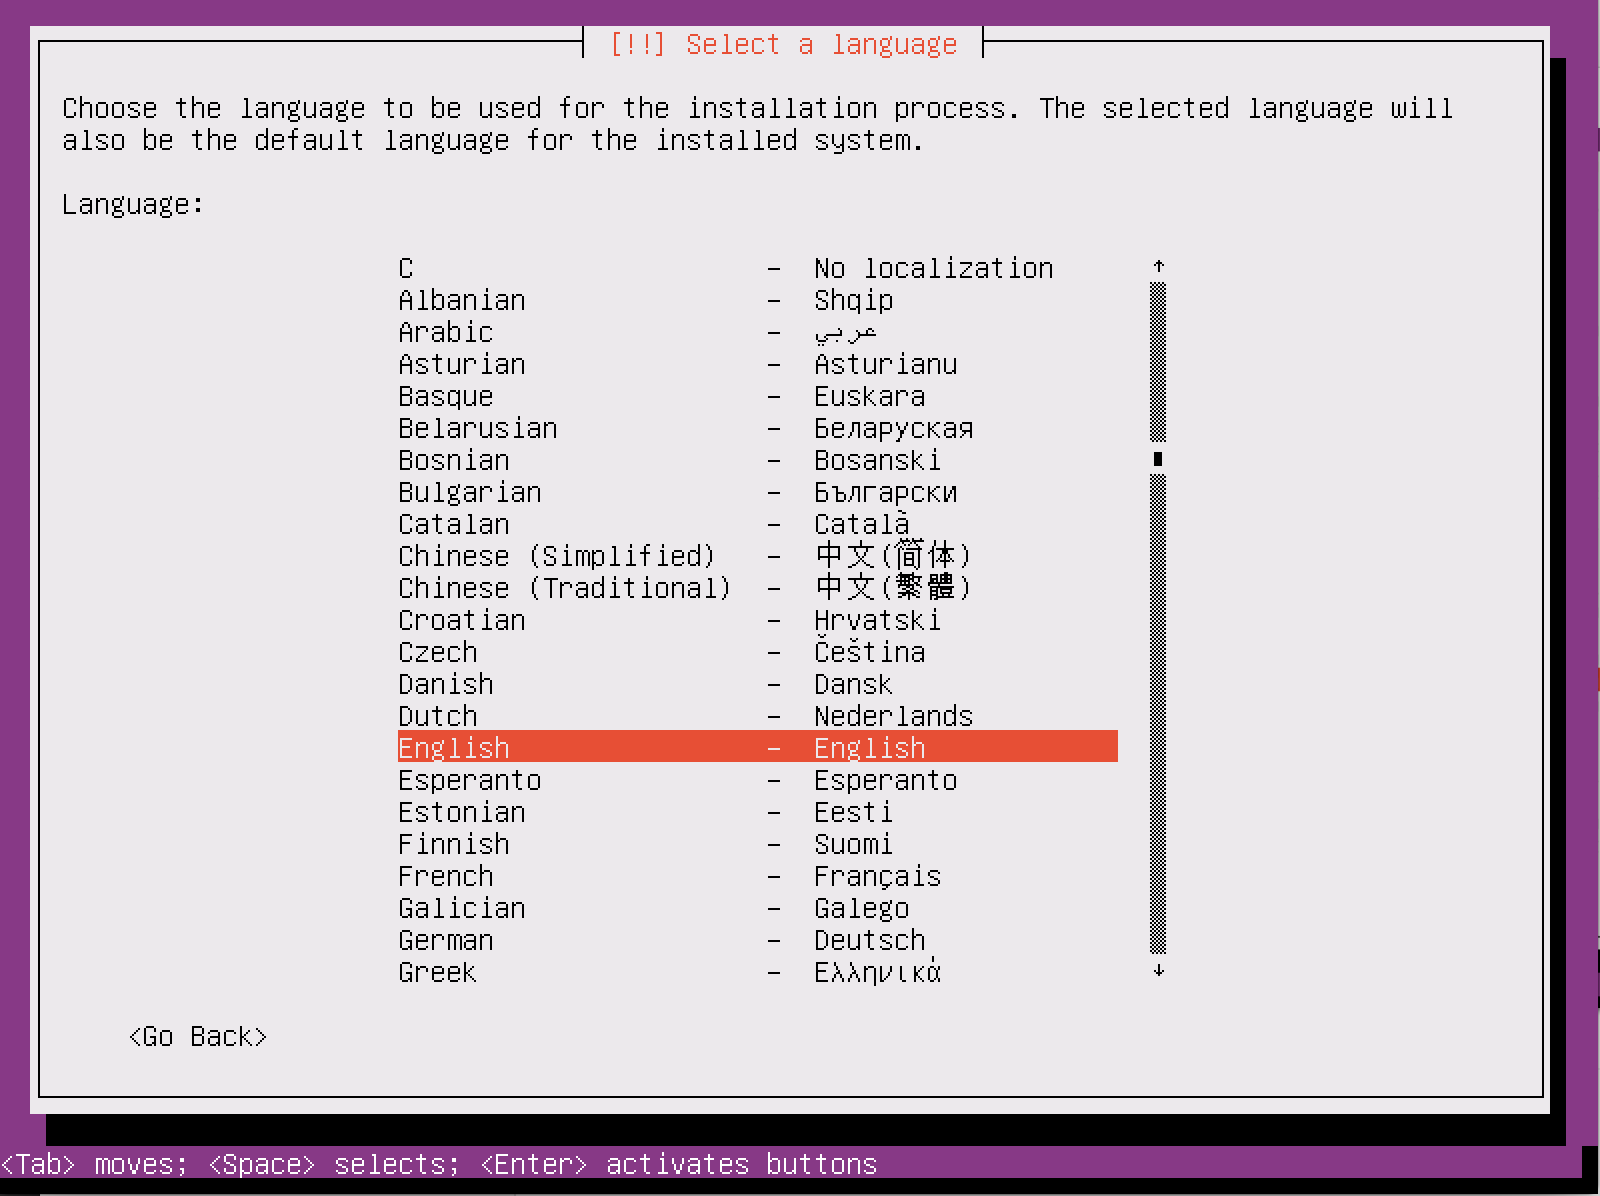 [!!] Select a language
Choose the language to be used for the installation process. The selected language will
also be the default language for the installed system.
Language:
C - No localization ↑
Albanian - Shqip
Arabic - عربي
Asturian - Asturianu
Basque - Euskara
Belarusian - Беларуская
Bosnian - Bosanski
Bulgarian - Български
Catalan - Català
Chinese (Simplified) - 中文(简体)
Chinese (Traditional) - 中文(繁體)
Croatian - Hrvatski
Czech - Čeština
Danish - Dansk
Dutch - Nederlands
English - English
Esperanto - Esperanto
Estonian - Eesti
Finnish - Suomi
French - Français
Galician - Galego
German - Deutsch
Greek - Ελληνικά ↓
<Go Back>
<Tab> moves; <Space> selects; <Enter> activates buttons